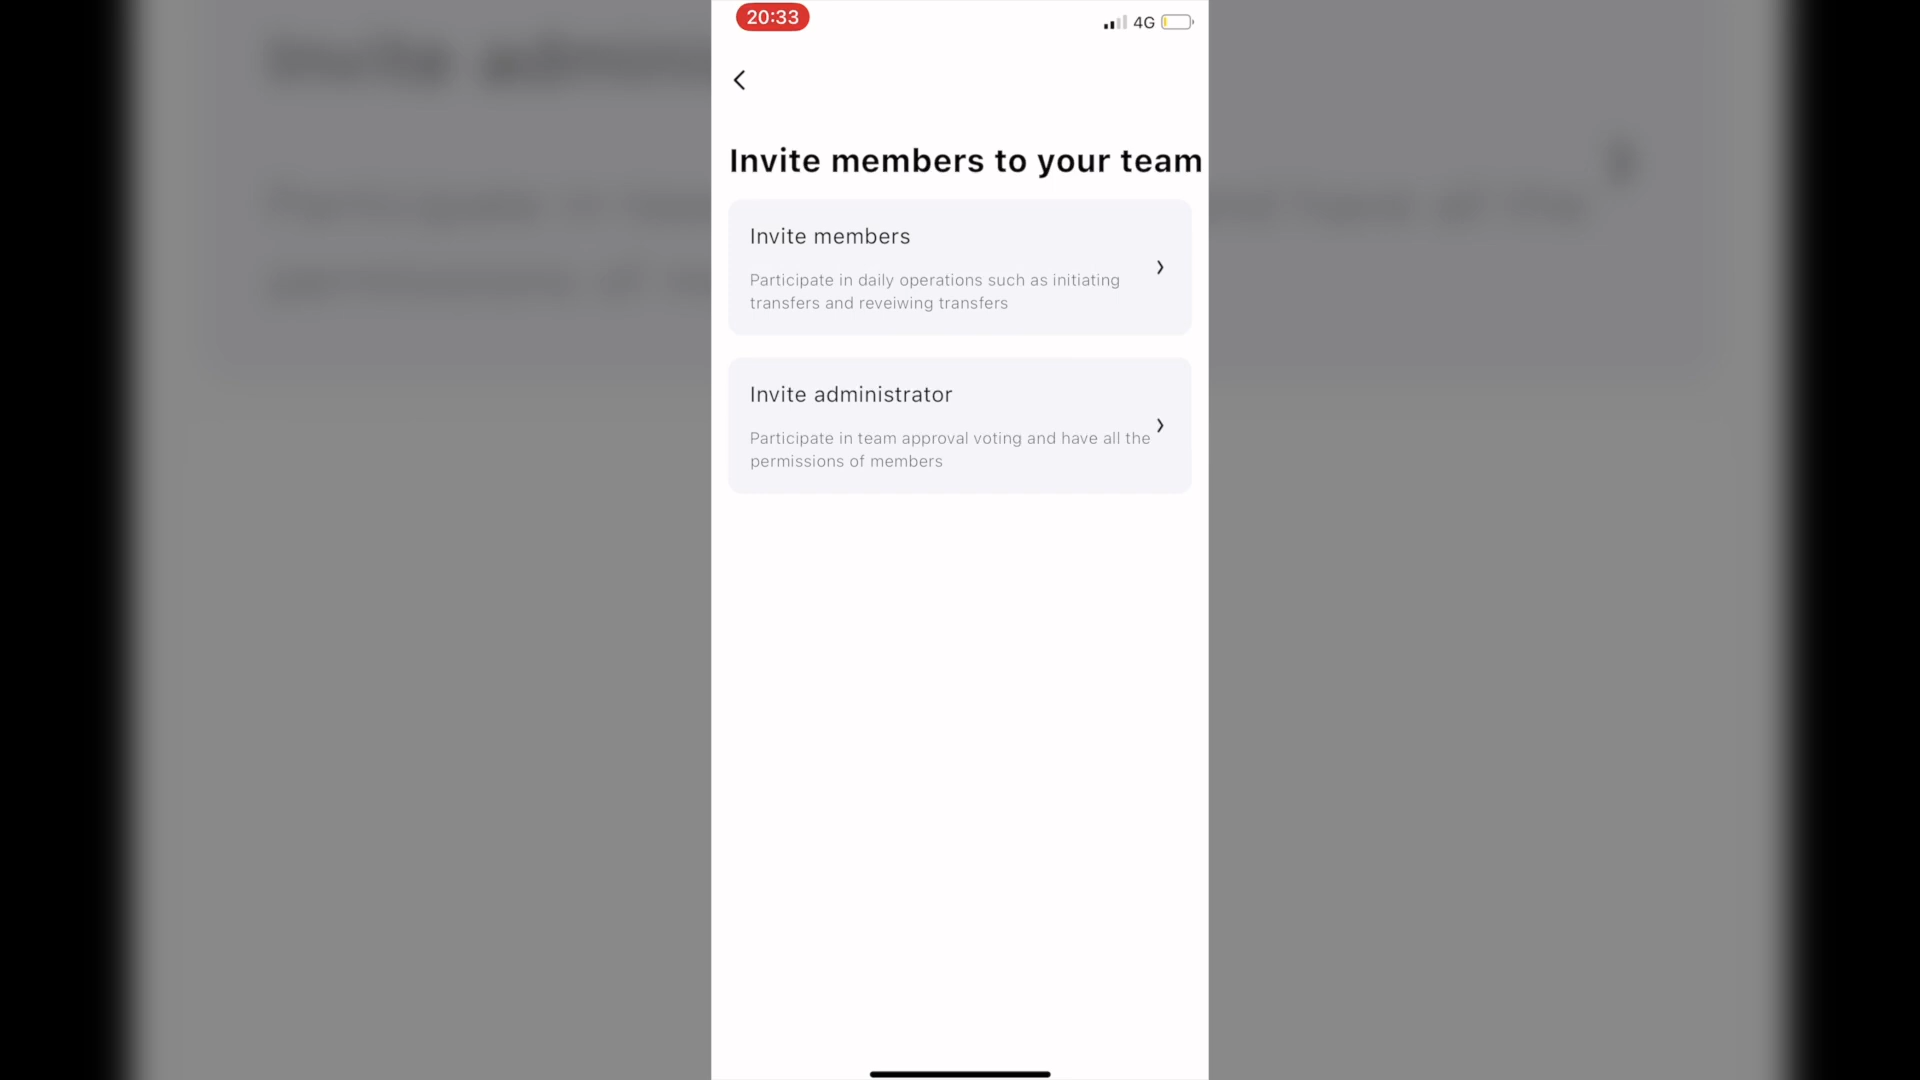 20:33
4G
Invite members to your team
Invite members
Participate in daily operations such as initiating
transfers and reveiwing transfers
Invite administrator
Participate in team approval voting and have all the
permissions of members